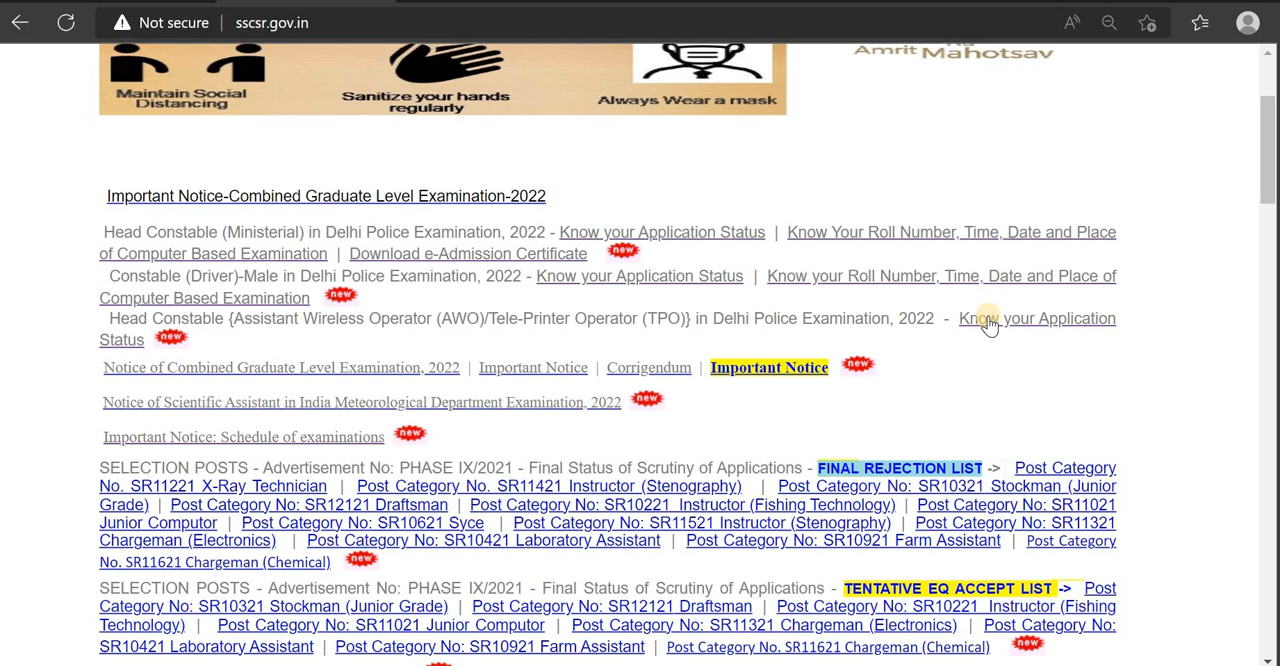 Not secure | sscsr.gov.in
Amrit Mahotsav
Maintain Social
Distancing
Sanitize your hands
regularly
Always Wear a mask
Important Notice-Combined Graduate Level Examination-2022
Head Constable (Ministerial) in Delhi Police Examination, 2022 - Know your Application Status | Know Your Roll Number, Time, Date and Place
of Computer Based Examination | Download e-Admission Certificate new
Constable (Driver)-Male in Delhi Police Examination, 2022 - Know your Application Status | Know your Roll Number, Time, Date and Place of
Computer Based Examination new
Head Constable {Assistant Wireless Operator (AWO)/Tele-Printer Operator (TPO)} in Delhi Police Examination, 2022 - Know your Application
Status new
Notice of Combined Graduate Level Examination, 2022 | Important Notice | Corrigendum | Important Notice new
Notice of Scientific Assistant in India Meteorological Department Examination, 2022 new
Important Notice: Schedule of examinations new
SELECTION POSTS - Advertisement No: PHASE IX/2021 - Final Status of Scrutiny of Applications - FINAL REJECTION LIST -> Post Category
No. SR11221 X-Ray Technician | Post Category No. SR11421 Instructor (Stenography) | Post Category No: SR10321 Stockman (Junior
Grade) | Post Category No: SR12121 Draftsman | Post Category No: SR10221 Instructor (Fishing Technology) | Post Category No: SR11021
Junior Computor | Post Category No: SR10621 Syce | Post Category No: SR11521 Instructor (Stenography) | Post Category No: SR11321
Chargeman (Electronics) | Post Category No: SR10421 Laboratory Assistant | Post Category No: SR10921 Farm Assistant | Post Category
No. SR11621 Chargeman (Chemical) new
SELECTION POSTS - Advertisement No: PHASE IX/2021 - Final Status of Scrutiny of Applications - TENTATIVE EQ ACCEPT LIST -> Post
Category No: SR10321 Stockman (Junior Grade) | Post Category No: SR12121 Draftsman | Post Category No: SR10221 Instructor (Fishing
Technology) | Post Category No: SR11021 Junior Computor | Post Category No: SR11321 Chargeman (Electronics) | Post Category No:
SR10421 Laboratory Assistant | Post Category No: SR10921 Farm Assistant | Post Category No. SR11621 Chargeman (Chemical) new